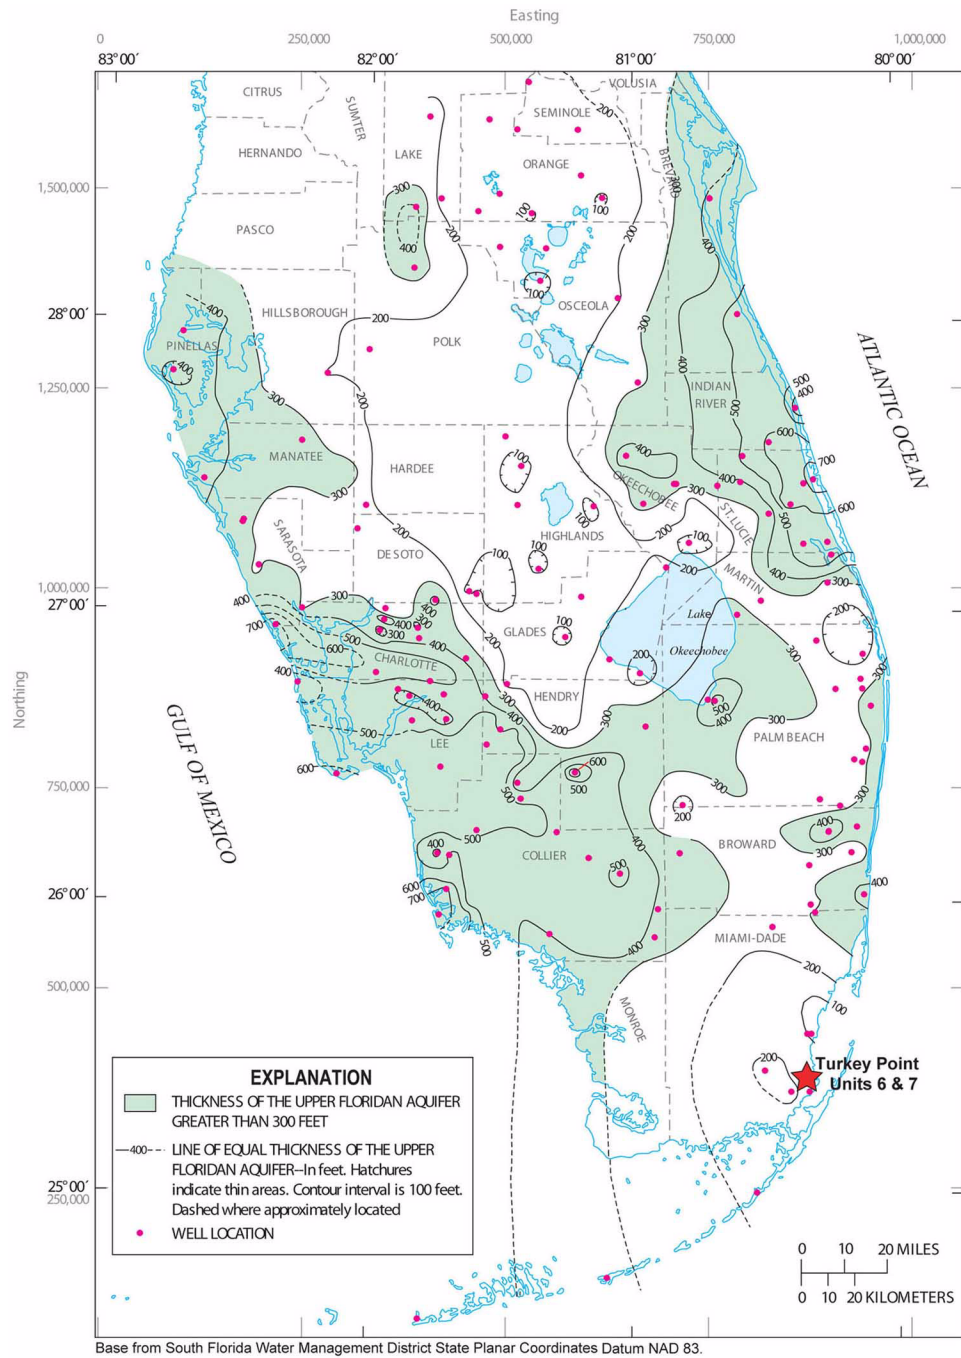 Easting
0
250,000
500,000
750,000
1,000,000
83°00´
82°00´
81°00´
80°00´
CITRUS
SUMTER
SEMINOLE
VOLUSIA
HERNANDO
LAKE
ORANGE
BREVARD
1,500,000
PASCO
OSCEOLA
28°00´
HILLSBOROUGH
POLK
PINELLAS
ATLANTIC OCEAN
1,250,000
INDIAN
RIVER
MANATEE
HARDEE
OKEECHOBEE
ST. LUCIE
HIGHLANDS
SARASOTA
DESOTO
MARTIN
1,000,000
27°00´
Lake
Okeechobee
GLADES
CHARLOTTE
HENDRY
Northing
GULF OF MEXICO
LEE
PALM BEACH
750,000
COLLIER
BROWARD
26°00´
MIAMI-DADE
500,000
MONROE
Turkey Point
Units 6 & 7
25°00´
250,000
EXPLANATION
THICKNESS OF THE UPPER FLORIDAN AQUIFER
GREATER THAN 300 FEET
400
LINE OF EQUAL THICKNESS OF THE UPPER
FLORIDAN AQUIFER--In feet. Hatchures
indicate thin areas. Contour interval is 100 feet.
Dashed where approximately located
WELL LOCATION
0 10 20 MILES
0 10 20 KILOMETERS
Base from South Florida Water Management District State Planar Coordinates Datum NAD 83.